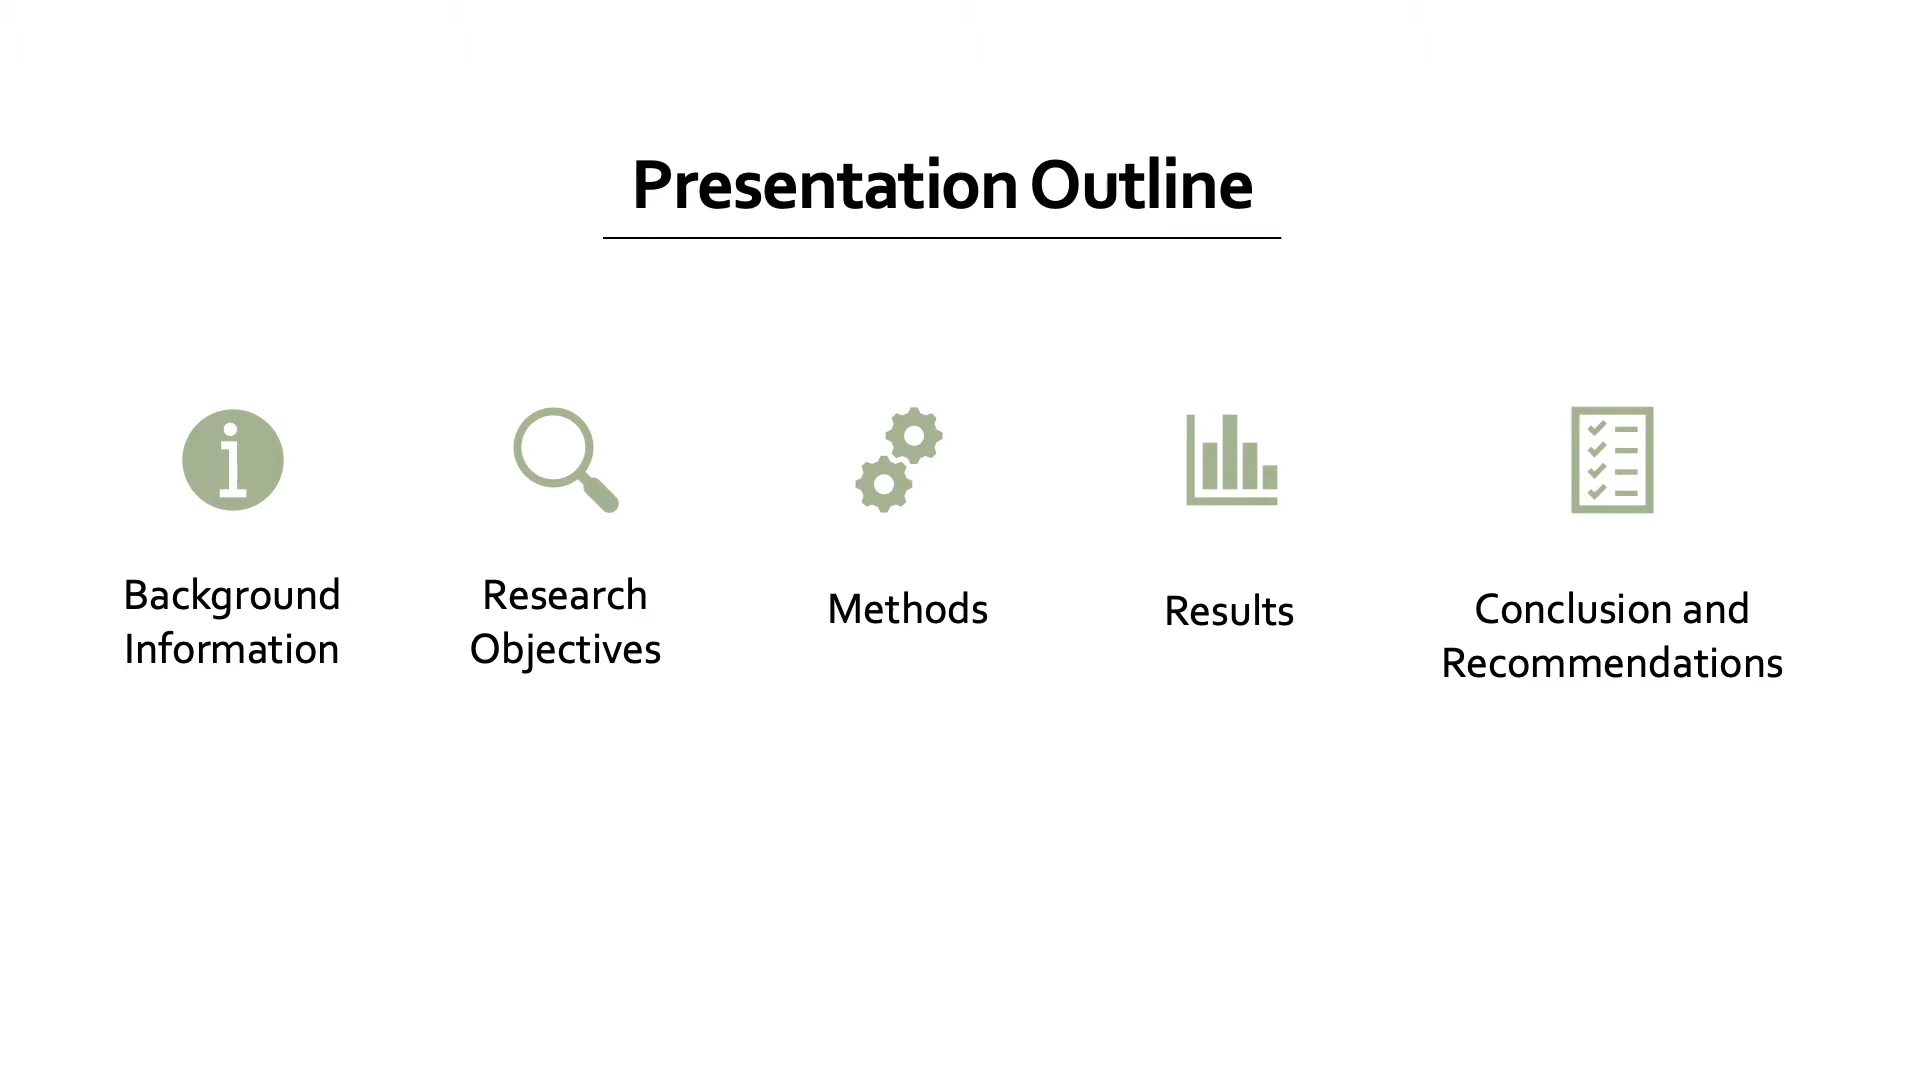 Presentation Outline
Background
Information
Research
Objectives
Methods
Results
Conclusion and
Recommendations